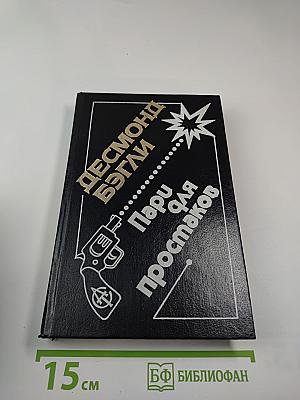 ДЕСМОНД
БЭГЛИ
Пари
для
простаков
15 см
БФ
БИБЛИОФАН